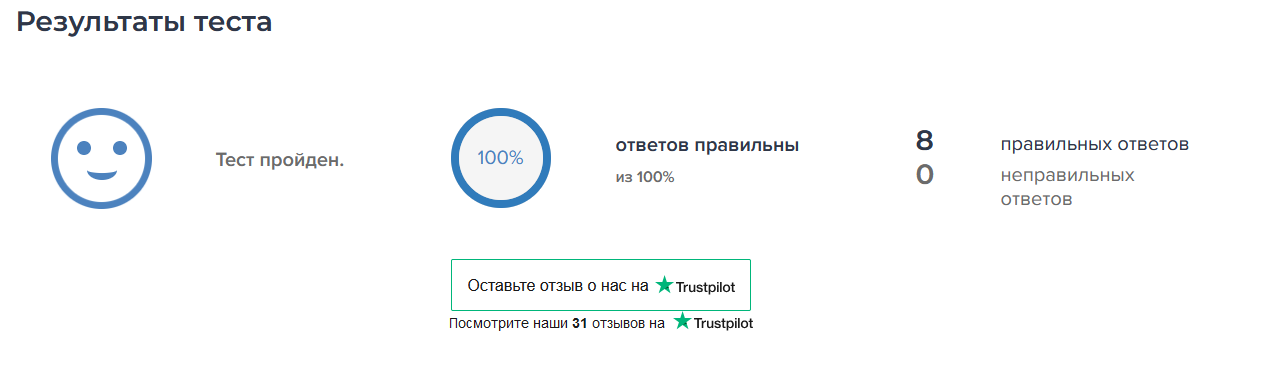 Результаты теста
Тест пройден.
100%
ответов правильны
из 100%
8 правильных ответов
0 неправильных
ответов
Оставьте отзыв о нас на Trustpilot
Посмотрите наши 31 отзывов на Trustpilot